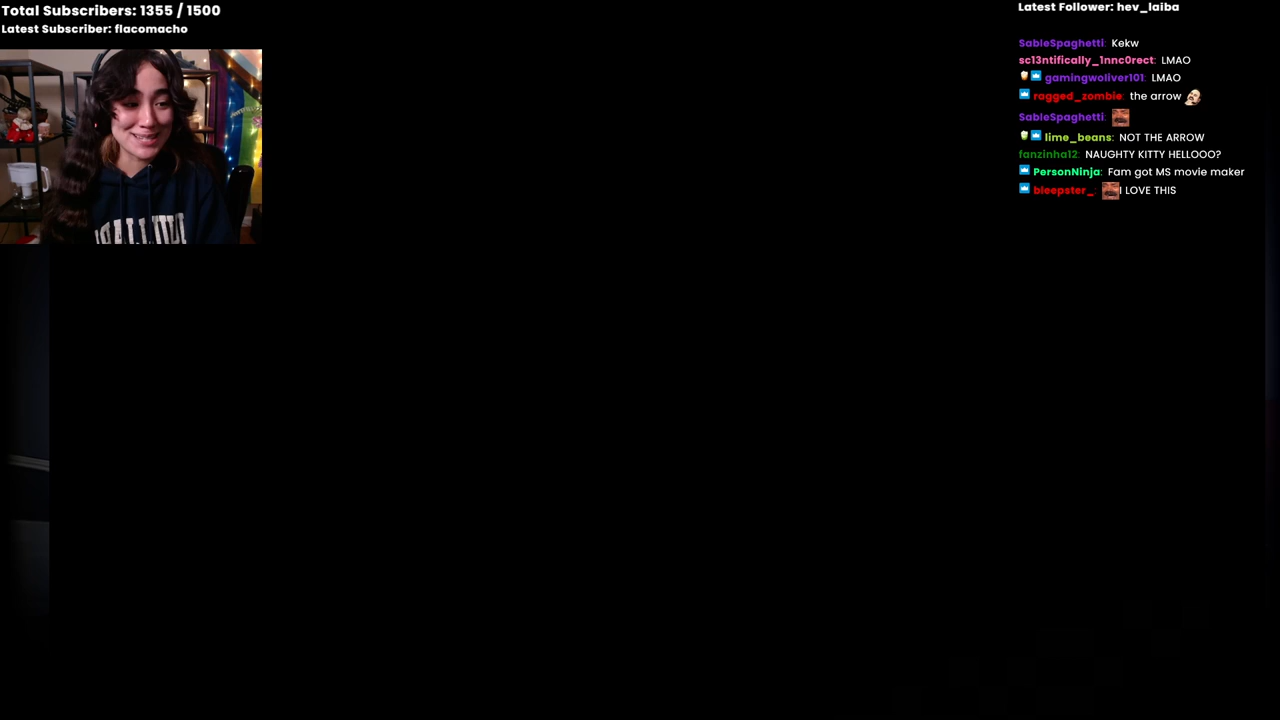 Total Subscribers: 1355 / 1500
Latest Subscriber: flacomacho
Latest Follower: hev_laiba
SableSpaghetti: Kekw
sc13ntifically_1nnc0rect: LMAO
gamingwoliver101: LMAO
ragged_zombie: the arrow
SableSpaghetti:
lime_beans: NOT THE ARROW
fanzinha12: NAUGHTY KITTY HELLOOO?
PersonNinja: Fam got MS movie maker
bleepster_: I LOVE THIS